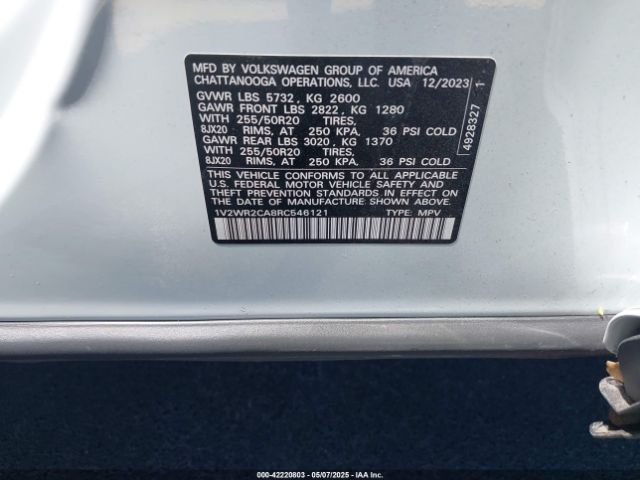 MFD BY VOLKSWAGEN GROUP OF AMERICA
CHATTANOOGA OPERATIONS, LLC. USA 12/2023
GVWR LBS 5732 , KG 2600
GAWR FRONT LBS 2822 , KG 1280
WITH 255/50R20 TIRES,
8JX20 RIMS, AT 250 KPA, 36 PSI COLD
GAWR REAR LBS 3020 , KG 1370
WITH 255/50R20 TIRES,
8JX20 RIMS, AT 250 KPA, 36 PSI COLD
THIS VEHICLE CONFORMS TO ALL APPLICABLE
U.S. FEDERAL MOTOR VEHICLE SAFETY AND
THEFT PREVENTION STANDARDS IN EFFECT
ON THE DATE OF MANUFACTURE SHOWN ABOVE.
1V2WR2CA8RC546121 TYPE: MPV
4928327 1
000-42220803 - 05/07/2025 - IAA Inc.